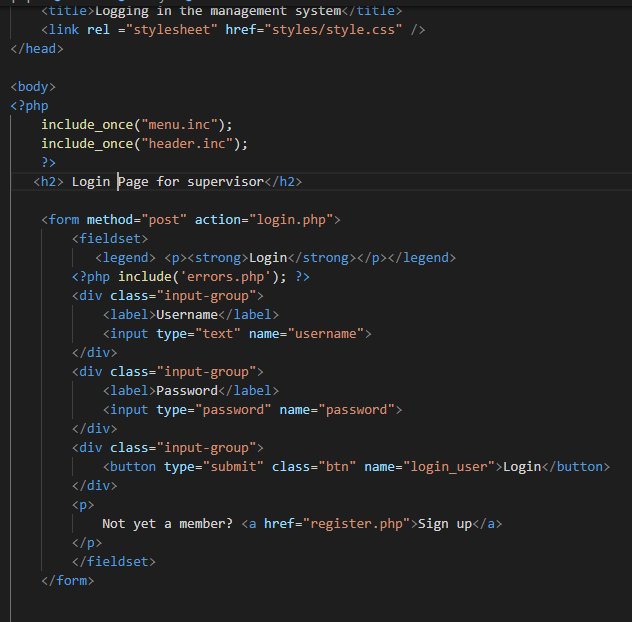 <title>Logging in the management system</title>
<link rel ="stylesheet" href="styles/style.css" />
</head>
<body>
<?php
include_once("menu.inc");
include_once("header.inc");
?>
<h2> Login Page for supervisor</h2>
<form method="post" action="login.php">
<fieldset>
<legend> <p><strong>Login</strong></p></legend>
<?php include('errors.php'); ?>
<div class="input-group">
<label>Username</label>
<input type="text" name="username">
</div>
<div class="input-group">
<label>Password</label>
<input type="password" name="password">
</div>
<div class="input-group">
<button type="submit" class="btn" name="login_user">Login</button>
</div>
<p>
Not yet a member? <a href="register.php">Sign up</a>
</p>
</fieldset>
</form>